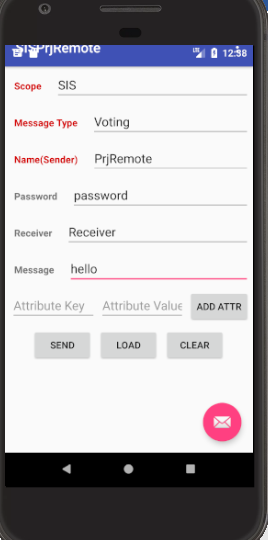 SISPrjRemote
LTE 12:38
Scope SIS
Message Type Voting
Name(Sender) PrjRemote
Password password
Receiver Receiver
Message hello
Attribute Key Attribute Value ADD ATTR
SEND LOAD CLEAR